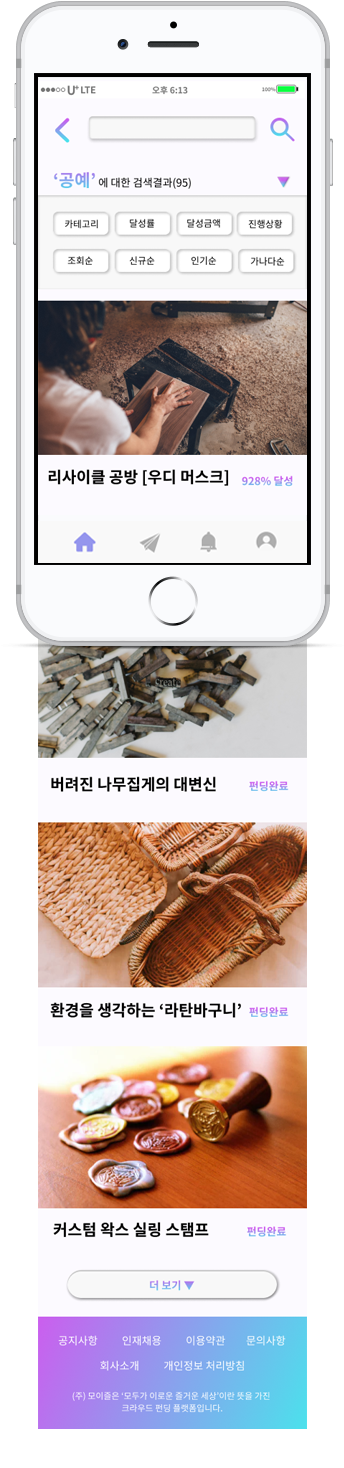 U+ LTE 오후 6:13 100%
‘공예’ 에 대한 검색결과(95)
카테고리 달성률 달성금액 진행상황
조회순 신규순 인기순 가나다순
리사이클 공방 [우디 머스크] 928% 달성
Create
버려진 나무집게의 대변신 펀딩완료
환경을 생각하는 ‘라탄바구니’ 펀딩완료
커스텀 왁스 실링 스탬프 펀딩완료
더 보기 ▼
공지사항 인재채용 이용약관 문의사항
회사소개 개인정보 처리방침
(주) 모이즐은 '모두가 이로운 즐거운 세상'이란 뜻을 가진
크라우드 펀딩 플랫폼입니다.